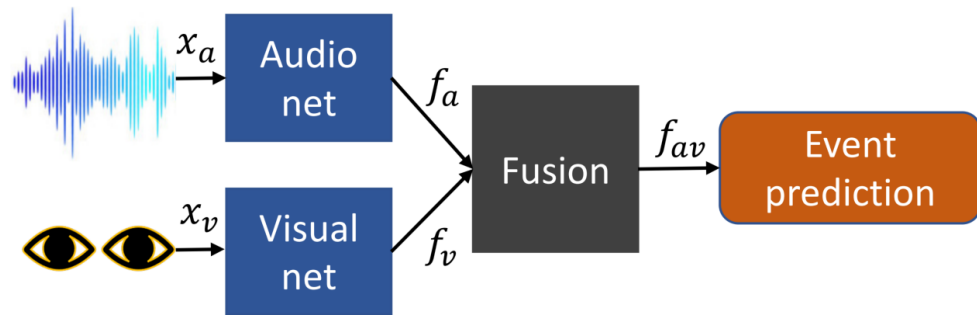 x_a
Audio
net
f_a
Fusion
f_av
Event
prediction
x_v
Visual
net
f_v